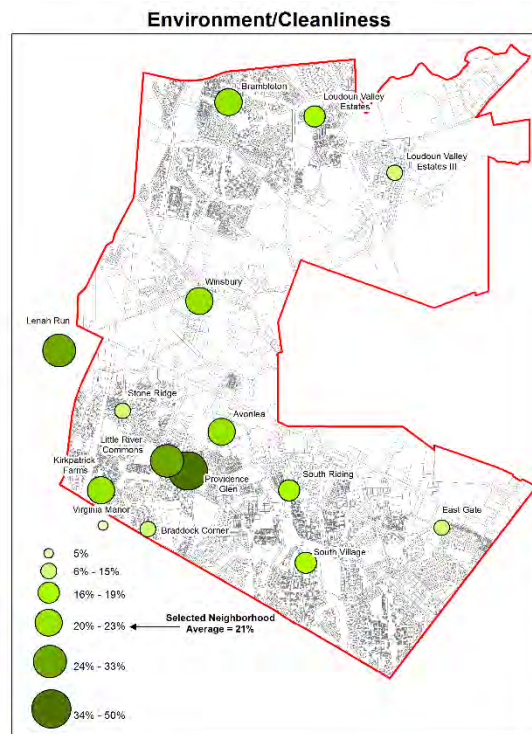 Environment/Cleanliness
Brambleton
Loudoun Valley
Estates
Loudoun Valley
Estates III
Winsbury
Lenah Run
Stone Ridge
Avonlea
Little River
Commons
Kirkpatrick
Farms
Providence
Glen
South Riding
Virginia Manor
Braddock Corner
East Gate
South Village
5%
6% - 15%
16% - 19%
20% - 23%
Selected Neighborhood
Average = 21%
24% - 33%
34% - 50%